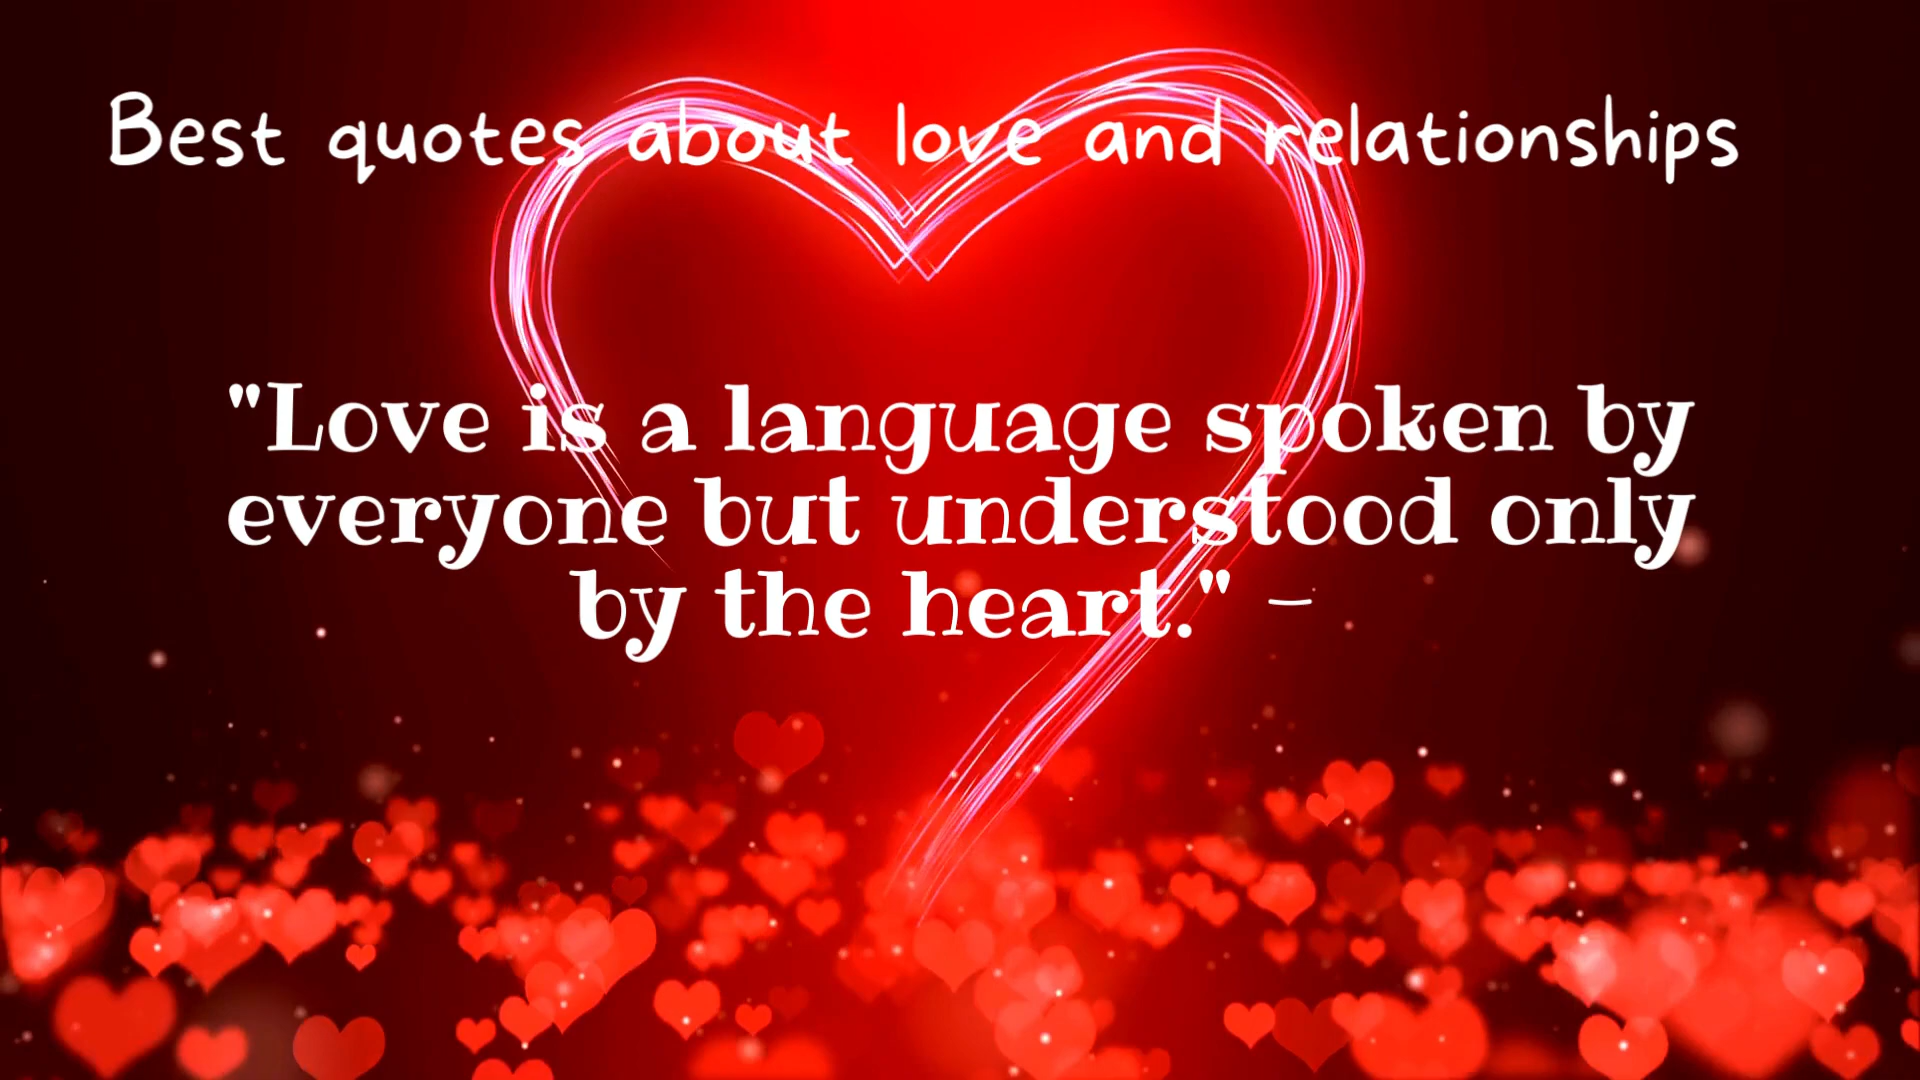 Best quotes about love and relationships
"Love is a language spoken by
everyone but understood only
by the heart." –